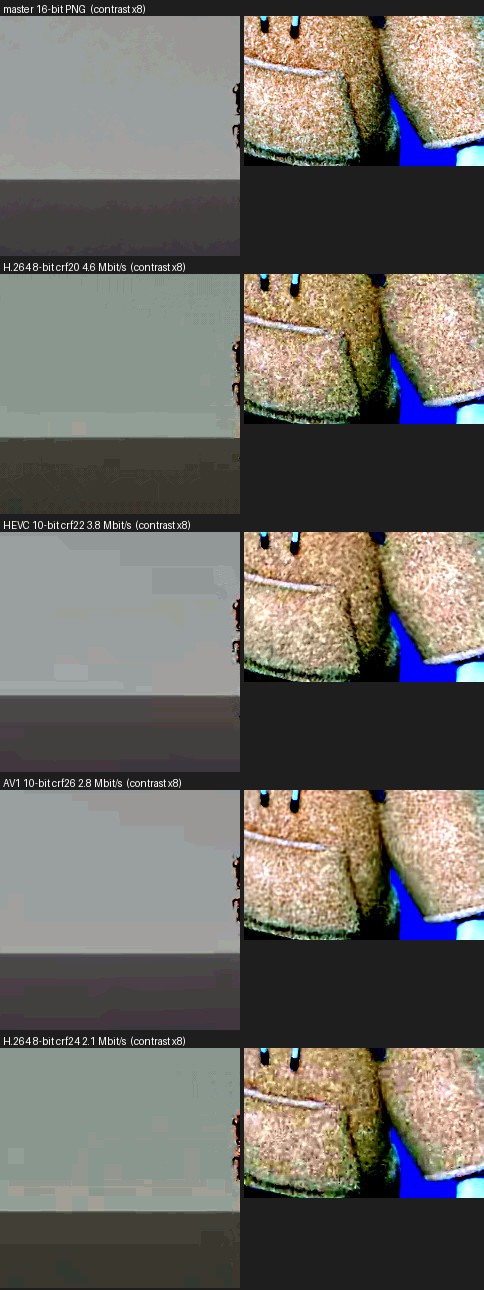 master 16-bit PNG (contrast x8)
H.264 8-bit crf20 4.6 Mbit/s (contrast x8)
HEVC 10-bit crf22 3.8 Mbit/s (contrast x8)
AV1 10-bit crf26 2.8 Mbit/s (contrast x8)
H.264 8-bit crf24 2.1 Mbit/s (contrast x8)